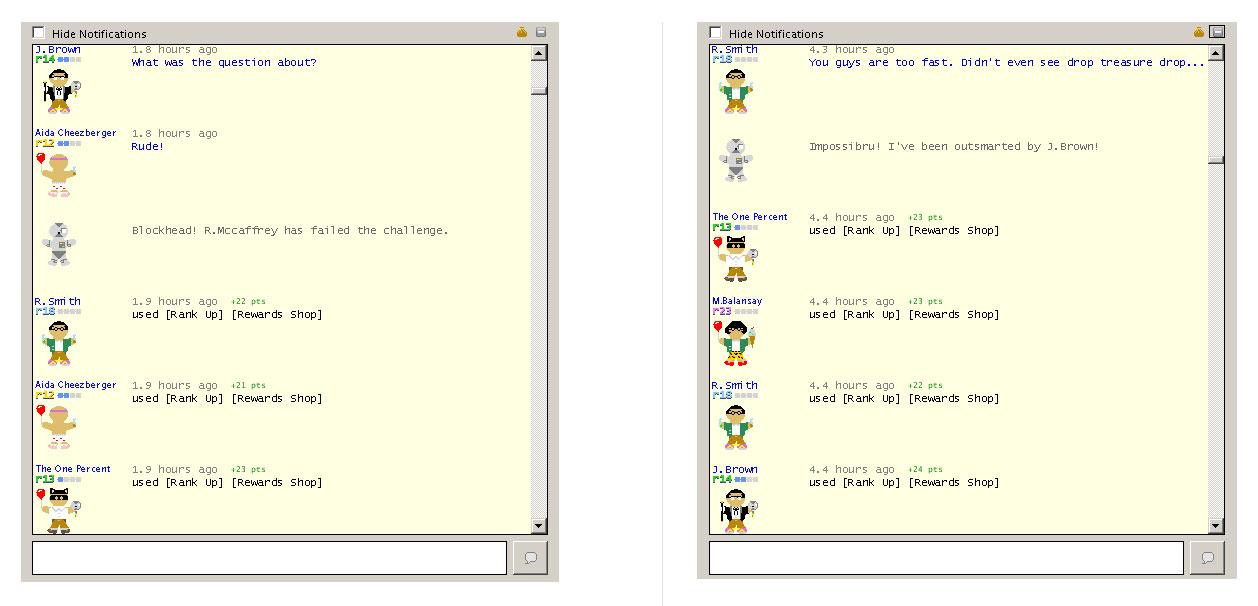 Hide Notifications
J.Brown
1.8 hours ago
r14
What was the question about?
Aida Cheezberger
1.8 hours ago
r12
Rude!
Blockhead! R.Mccaffrey has failed the challenge.
R.Smith
1.9 hours ago +22 pts
r18
used [Rank Up] [Rewards Shop]
Aida Cheezberger
1.9 hours ago +21 pts
r12
used [Rank Up] [Rewards Shop]
The One Percent
1.9 hours ago +23 pts
r13
used [Rank Up] [Rewards Shop]
Hide Notifications
R.Smith
4.3 hours ago
r18
You guys are too fast. Didn't even see drop treasure drop...
Impossibru! I've been outsmarted by J.Brown!
The One Percent
4.4 hours ago +23 pts
r13
used [Rank Up] [Rewards Shop]
M.Balansay
4.4 hours ago +23 pts
r23
used [Rank Up] [Rewards Shop]
R.Smith
4.4 hours ago +22 pts
r18
used [Rank Up] [Rewards Shop]
J.Brown
4.4 hours ago +24 pts
r14
used [Rank Up] [Rewards Shop]